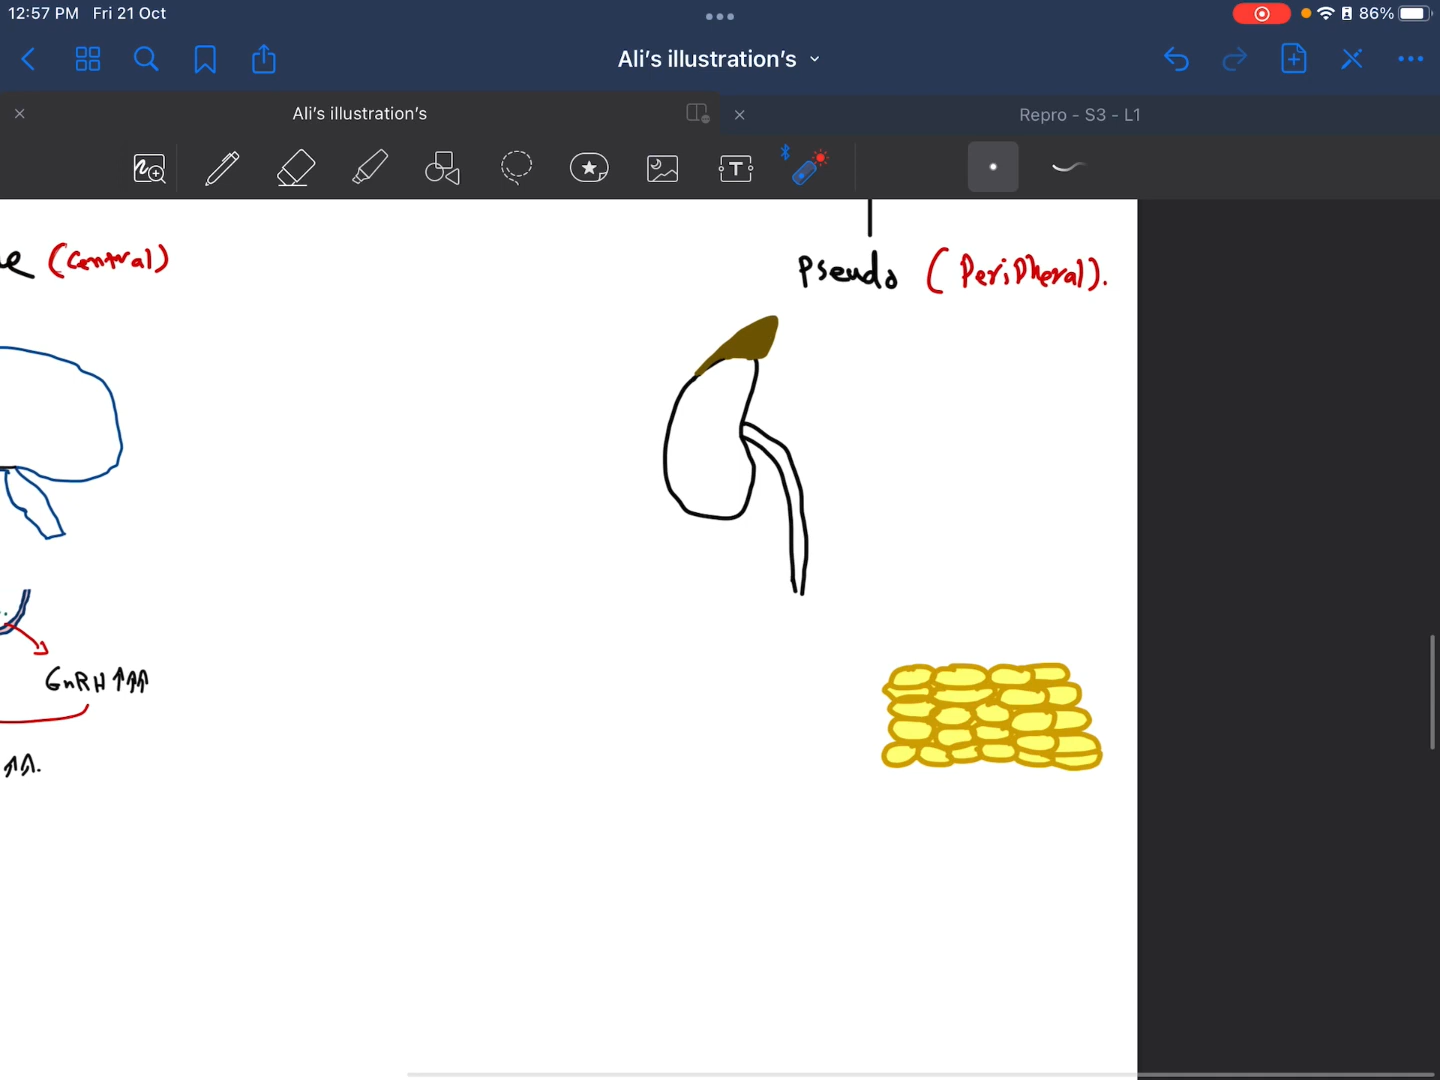 12:57 PM Fri 21 Oct
86%
Ali's illustration's
Ali's illustration's
Repro - S3 - L1
T
(Central)
Pseudo (Peripheral).
GnRH ↑↑↑
↑↑.